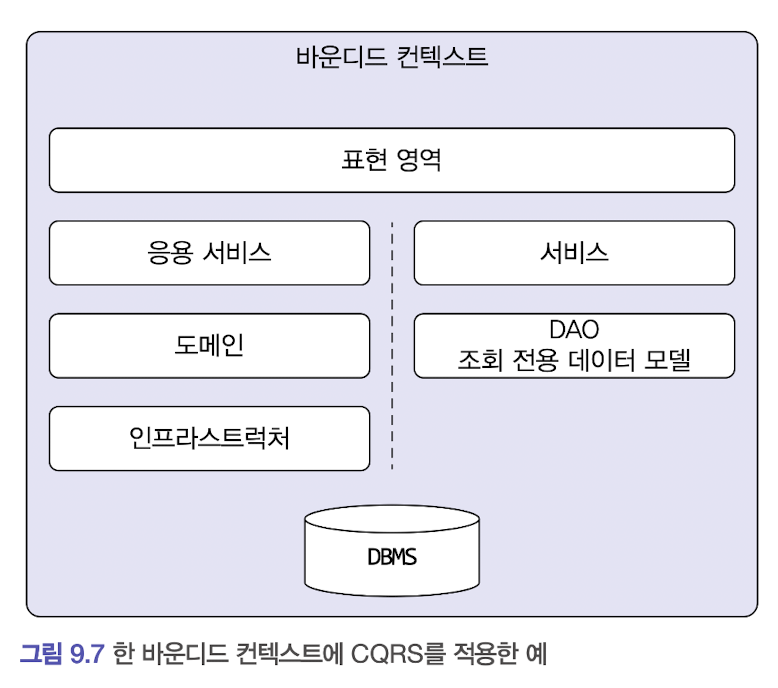 바운디드 컨텍스트
표현 영역
응용 서비스
서비스
도메인
DAO
조회 전용 데이터 모델
인프라스트럭처
DBMS
그림 9.7 한 바운디드 컨텍스트에 CQRS를 적용한 예